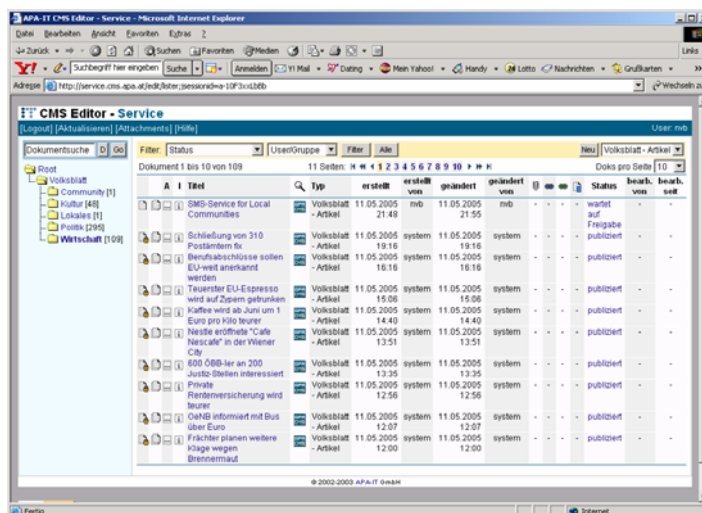 APA-IT CMS Editor - Service - Microsoft Internet Explorer
Datei Bearbeiten Ansicht Favoriten Extras ?
Zurück Suchen Favoriten Medien Links
Y! Suchbegriff hier eingeben Suche Anmelden Y! Mail Dating Mein Yahoo! Handy Lotto Nachrichten Grußkarten
Adresse Wechseln zu
CMS Editor - Service
[Logout] [Aktualisieren] [Attachments] [Hilfe] User: nvb
Dokumentsuche D Go Filter: Status User/Gruppe Filter Alle Neu Volksblatt - Artikel
Dokument 1 bis 10 von 109 11 Seiten: 1 2 3 4 5 6 7 8 9 10 Doks pro Seite 10
Root
Volksblatt
Community [1]
Kultur [48]
Lokales [1]
Politik [295]
Wirtschaft [109]
A I Titel Typ erstellt erstellt von geändert geändert von Status bearb. von bearb. seit
SMS-Service for Local Volksblatt 11.05.2005 nvb 11.05.2005 nvb - - - - wartet - -
Communities - Artikel 21:48 21:55 auf
Freigabe
Schließung von 310 Volksblatt 11.05.2005 system 11.05.2005 system - - - - publiziert - -
Postämtern fix - Artikel 19:16 19:16
Berufsabschlüsse sollen Volksblatt 11.05.2005 system 11.05.2005 system - - - - publiziert - -
EU-weit anerkannt - Artikel 16:16 16:16
werden
Teuerster EU-Espresso Volksblatt 11.05.2005 system 11.05.2005 system - - - - publiziert - -
wird auf Zypern getrunken - Artikel 15:06 15:06
Kaffee wird ab Juni um 1 Volksblatt 11.05.2005 system 11.05.2005 system - - - - publiziert - -
Euro pro Kilo teurer - Artikel 14:40 14:40
Nestle eröffnete "Cafe Volksblatt 11.05.2005 system 11.05.2005 system - - - - publiziert - -
Nescafe" in der Wiener - Artikel 13:51 13:51
City
600 ÖBB-ler an 200 Volksblatt 11.05.2005 system 11.05.2005 system - - - - publiziert - -
Justiz-Stellen interessiert - Artikel 13:35 13:35
Private Volksblatt 11.05.2005 system 11.05.2005 system - - - - publiziert - -
Rentenversicherung wird - Artikel 12:56 12:56
teurer
OeNB informiert mit Bus Volksblatt 11.05.2005 system 11.05.2005 system - - - - publiziert - -
über Euro - Artikel 12:07 12:07
Frächter planen weitere Volksblatt 11.05.2005 system 11.05.2005 system - - - - publiziert - -
Klage wegen - Artikel 12:00 12:00
Brennermaut
© 2002-2003 APA-IT GmbH
Fertig Internet